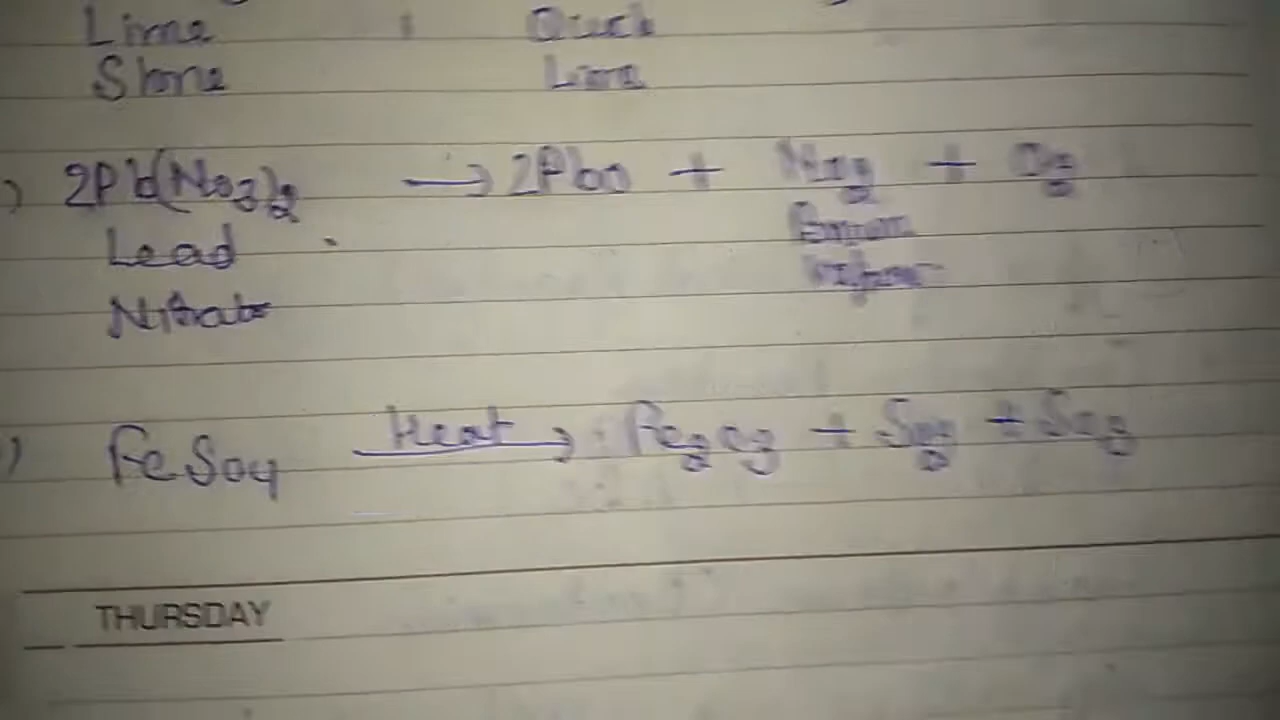 Lime Quick
Stone Lime
) 2Pb(No3)2 → 2Pbo + No2 + O2
Lead Brown
Nitrate
) FeSo4 Heat → Fe2o3 + So2 + So3
THURSDAY